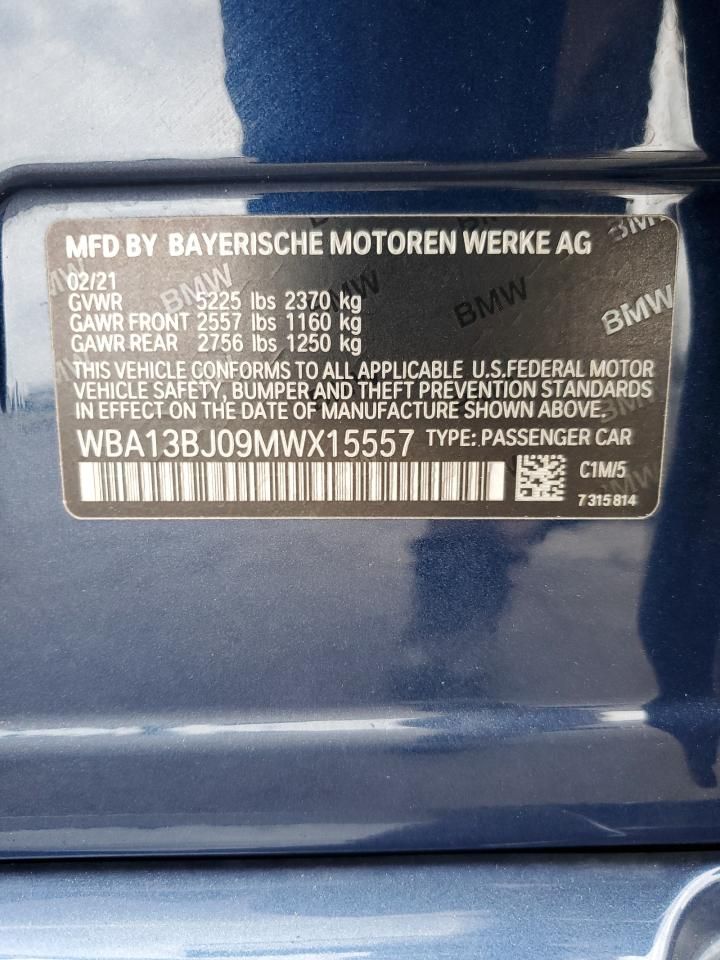 MFD BY BAYERISCHE MOTOREN WERKE AG
02/21
GVWR 5225 lbs 2370 kg
GAWR FRONT 2557 lbs 1160 kg
GAWR REAR 2756 lbs 1250 kg
THIS VEHICLE CONFORMS TO ALL APPLICABLE U.S.FEDERAL MOTOR
VEHICLE SAFETY, BUMPER AND THEFT PREVENTION STANDARDS
IN EFFECT ON THE DATE OF MANUFACTURE SHOWN ABOVE.
WBA13BJ09MWX15557 TYPE: PASSENGER CAR
C1M/5
7315814
BMW
BMW
BMW
BMW
BMW
BMW